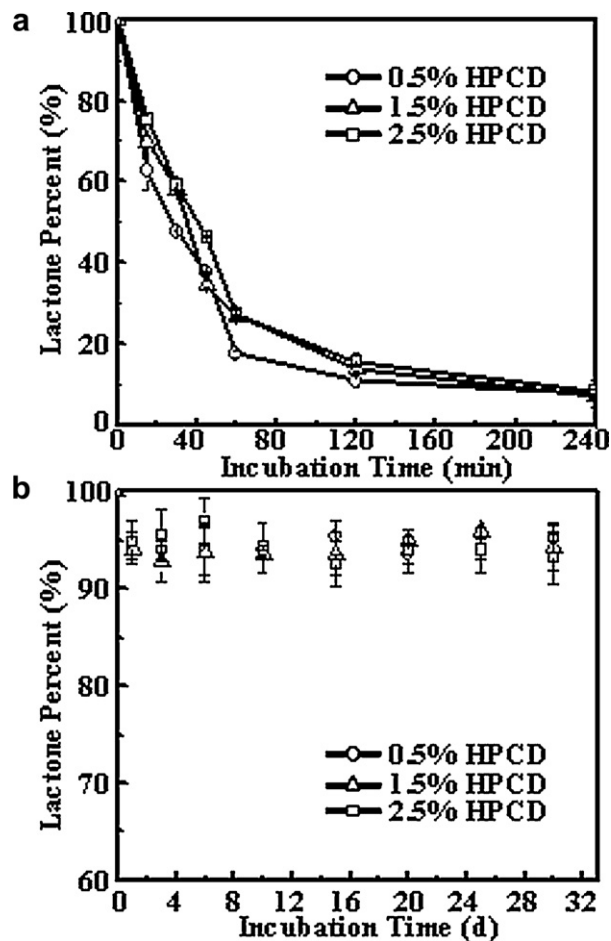 a
100
80
60
40
20
0
Lactone Percent (%)
0.5% HPCD
1.5% HPCD
2.5% HPCD
0 40 80 120 160 200 240
Incubation Time (min)
b
100
90
80
70
60
Lactone Percent (%)
0.5% HPCD
1.5% HPCD
2.5% HPCD
0 4 8 12 16 20 24 28 32
Incubation Time (d)